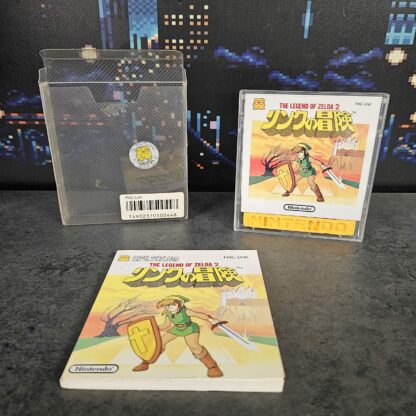 FMC-LNK
THE LEGEND OF ZELDA 2
リンクの冒険
Nintendo
NINTENDO
FMC-LNK
FMC-LNK
THE LEGEND OF ZELDA 2
リンクの冒険
Nintendo